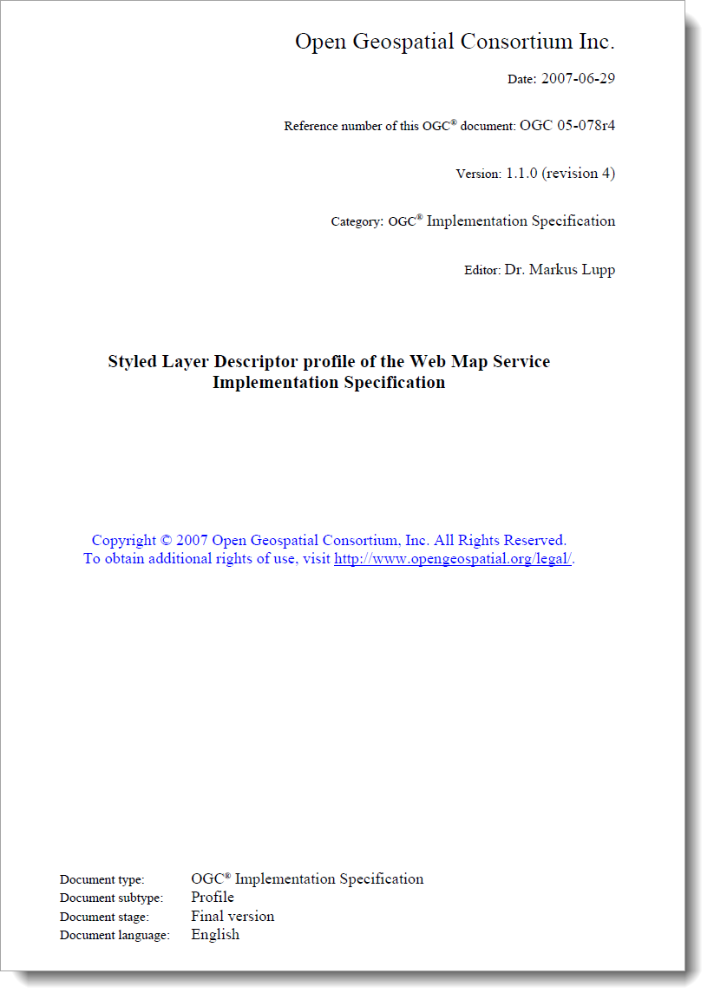 Open Geospatial Consortium Inc.
Date: 2007-06-29
Reference number of this OGC® document: OGC 05-078r4
Version: 1.1.0 (revision 4)
Category: OGC® Implementation Specification
Editor: Dr. Markus Lupp
Styled Layer Descriptor profile of the Web Map Service
Implementation Specification
Copyright © 2007 Open Geospatial Consortium, Inc. All Rights Reserved.
To obtain additional rights of use, visit http://www.opengeospatial.org/legal/.
Document type: OGC® Implementation Specification
Document subtype: Profile
Document stage: Final version
Document language: English